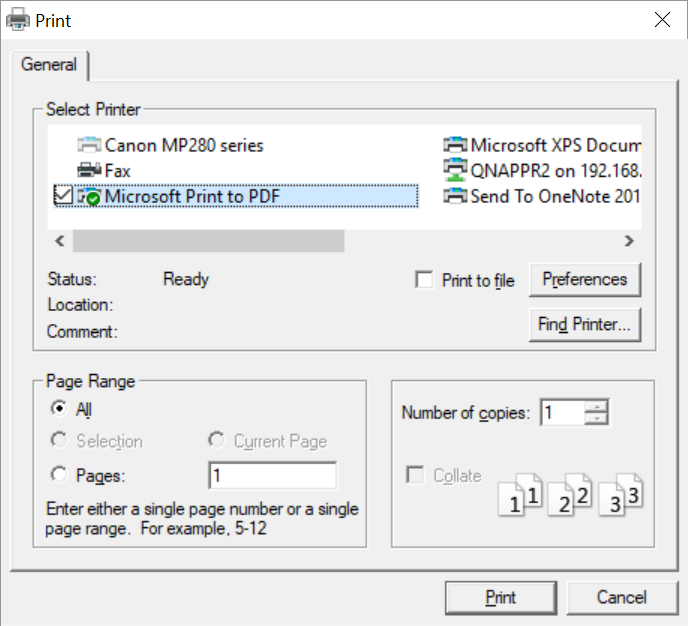 Print
General
Select Printer
Canon MP280 series
Microsoft XPS Docum
Fax
QNAPPR2 on 192.168.
Microsoft Print to PDF
Send To OneNote 201
Status: Ready
Print to file
Preferences
Location:
Comment:
Find Printer...
Page Range
All
Number of copies: 1
Selection
Current Page
Pages: 1
Collate
1 1 2 2 3 3
Enter either a single page number or a single
page range. For example, 5-12
Print
Cancel